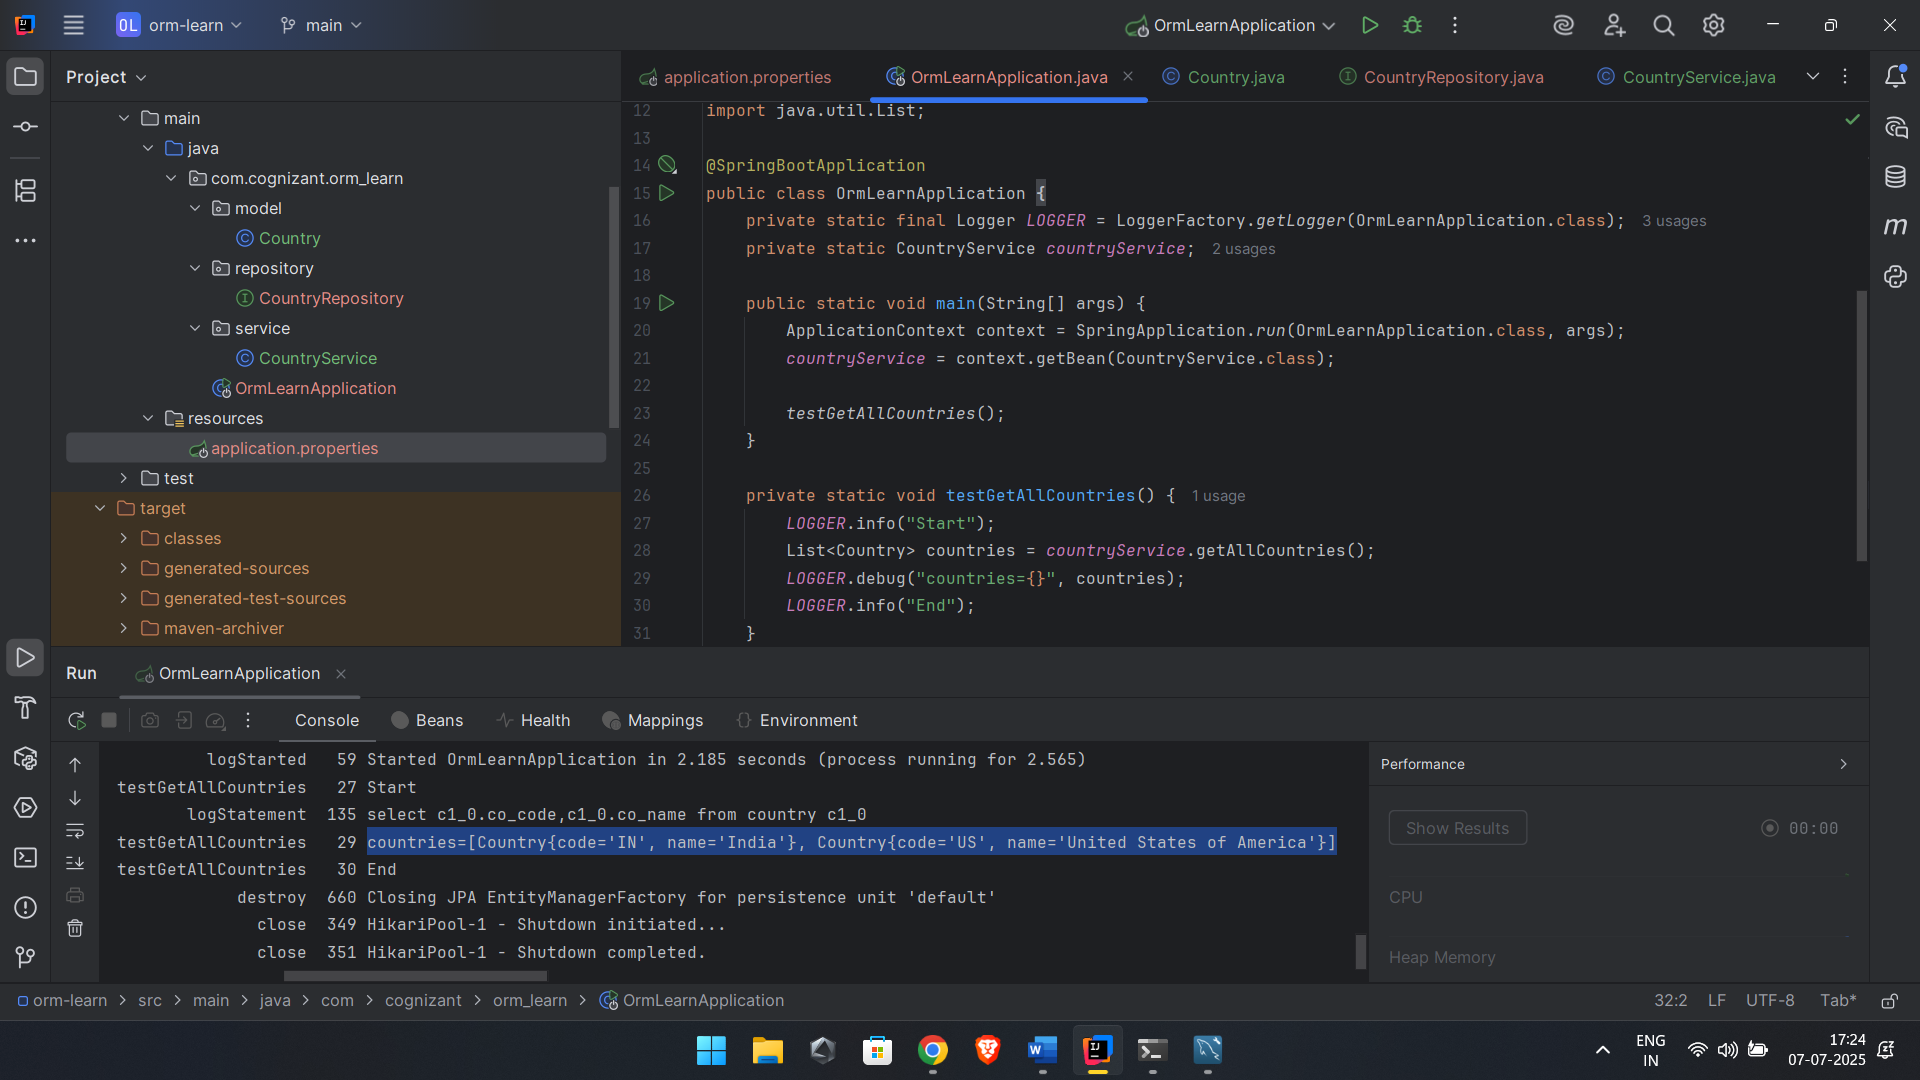 OL orm-learn main OrmLearnApplication
Project
application.properties OrmLearnApplication.java Country.java CountryRepository.java CountryService.java
main
java
com.cognizant.orm_learn
model
Country
repository
CountryRepository
service
CountryService
OrmLearnApplication
resources
application.properties
test
target
classes
generated-sources
generated-test-sources
maven-archiver
12 import java.util.List;
13
14 @SpringBootApplication
15 public class OrmLearnApplication {
16 private static final Logger LOGGER = LoggerFactory.getLogger(OrmLearnApplication.class); 3 usages
17 private static CountryService countryService; 2 usages
18
19 public static void main(String[] args) {
20 ApplicationContext context = SpringApplication.run(OrmLearnApplication.class, args);
21 countryService = context.getBean(CountryService.class);
22
23 testGetAllCountries();
24 }
25
26 private static void testGetAllCountries() { 1 usage
27 LOGGER.info("Start");
28 List<Country> countries = countryService.getAllCountries();
29 LOGGER.debug("countries={}", countries);
30 LOGGER.info("End");
31 }
Run OrmLearnApplication
Console Beans Health Mappings Environment
logStarted 59 Started OrmLearnApplication in 2.185 seconds (process running for 2.565)
testGetAllCountries 27 Start
logStatement 135 select c1_0.co_code,c1_0.co_name from country c1_0
testGetAllCountries 29 countries=[Country{code='IN', name='India'}, Country{code='US', name='United States of America'}]
testGetAllCountries 30 End
destroy 660 Closing JPA EntityManagerFactory for persistence unit 'default'
close 349 HikariPool-1 - Shutdown initiated...
close 351 HikariPool-1 - Shutdown completed.
Performance
Show Results 00:00
CPU
Heap Memory
orm-learn > src > main > java > com > cognizant > orm_learn > OrmLearnApplication 32:2 LF UTF-8 Tab*
ENG
IN
17:24
07-07-2025